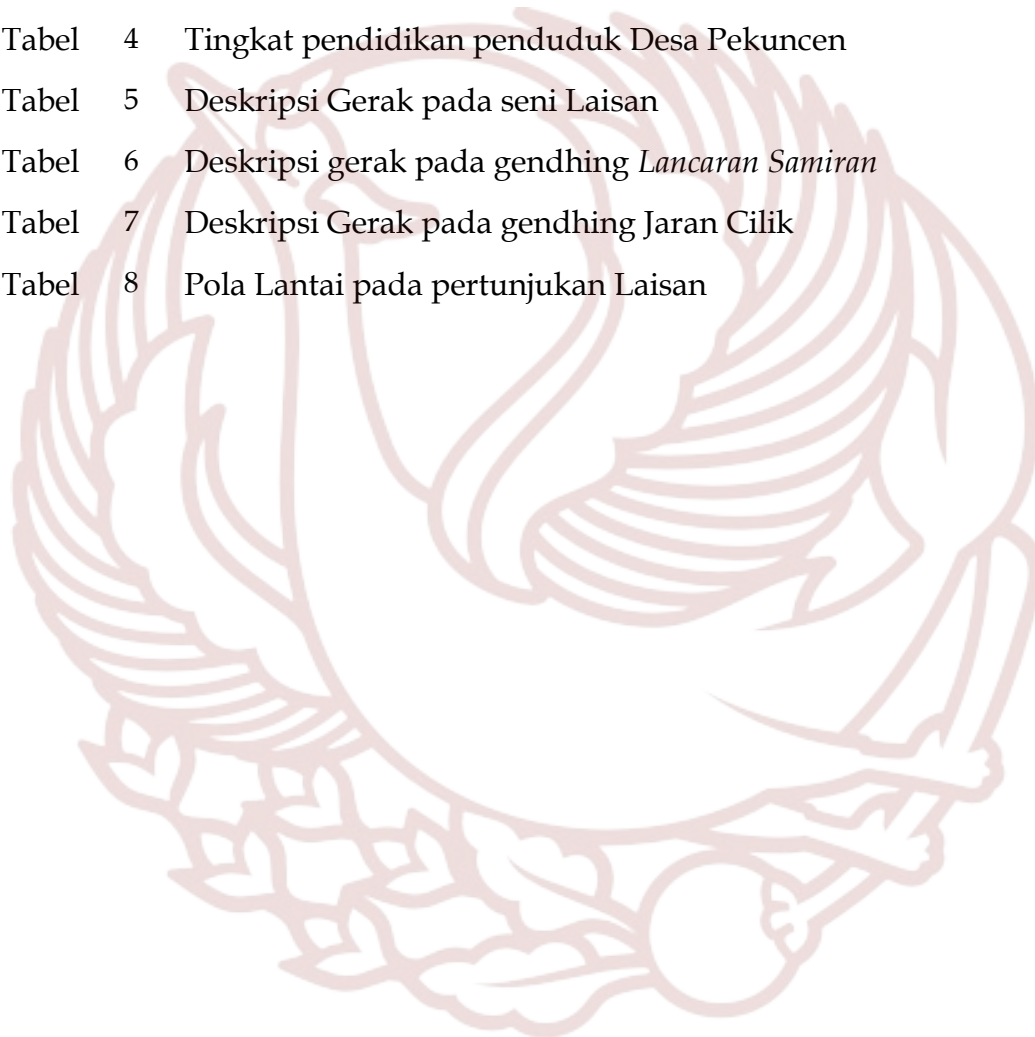 Tabel 4 Tingkat pendidikan penduduk Desa Pekuncen
Tabel 5 Deskripsi Gerak pada seni Laisan
Tabel 6 Deskripsi gerak pada gendhing Lancaran Samiran
Tabel 7 Deskripsi Gerak pada gendhing Jaran Cilik
Tabel 8 Pola Lantai pada pertunjukan Laisan